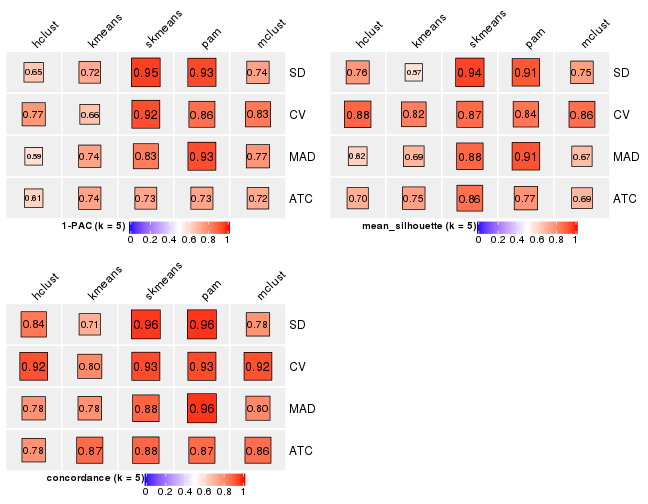 hclust kmeans skmeans pam mclust
0.65 0.72 0.95 0.93 0.74 SD
0.77 0.66 0.92 0.86 0.83 CV
0.59 0.74 0.83 0.93 0.77 MAD
0.61 0.74 0.73 0.73 0.72 ATC
1-PAC (k = 5)
0 0.2 0.4 0.6 0.8 1
hclust kmeans skmeans pam mclust
0.76 0.57 0.94 0.91 0.75 SD
0.88 0.82 0.87 0.84 0.86 CV
0.62 0.69 0.88 0.91 0.67 MAD
0.70 0.75 0.86 0.77 0.69 ATC
mean_silhouette (k = 5)
0 0.2 0.4 0.6 0.8 1
hclust kmeans skmeans pam mclust
0.84 0.71 0.96 0.96 0.78 SD
0.92 0.80 0.93 0.93 0.92 CV
0.78 0.78 0.88 0.96 0.80 MAD
0.78 0.87 0.88 0.87 0.86 ATC
concordance (k = 5)
0 0.2 0.4 0.6 0.8 1